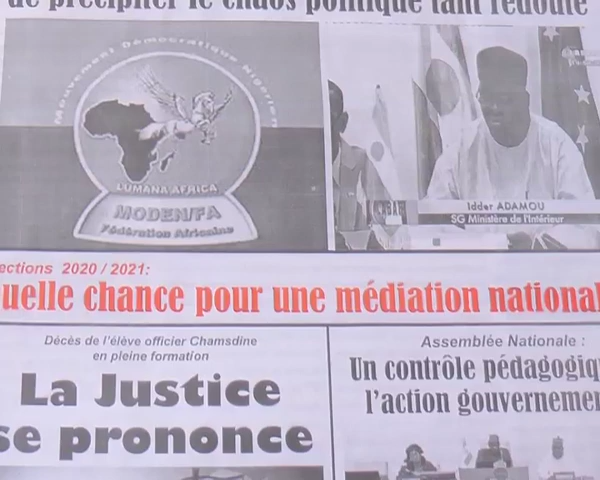 de précipiter le chaos politique tant redouté
Mouvement Démocratique Nigérien
LUMANA AFRICA
MODEN/FA
Fédération Africaine
Idder ADAMOU
SG Ministère de l'Intérieur
ections 2020 / 2021:
uelle chance pour une médiation national
Décès de l'élève officier Chamsdine
en pleine formation
La Justice
se prononce
Assemblée Nationale :
Un contrôle pédagogiq
l'action gouvernemen